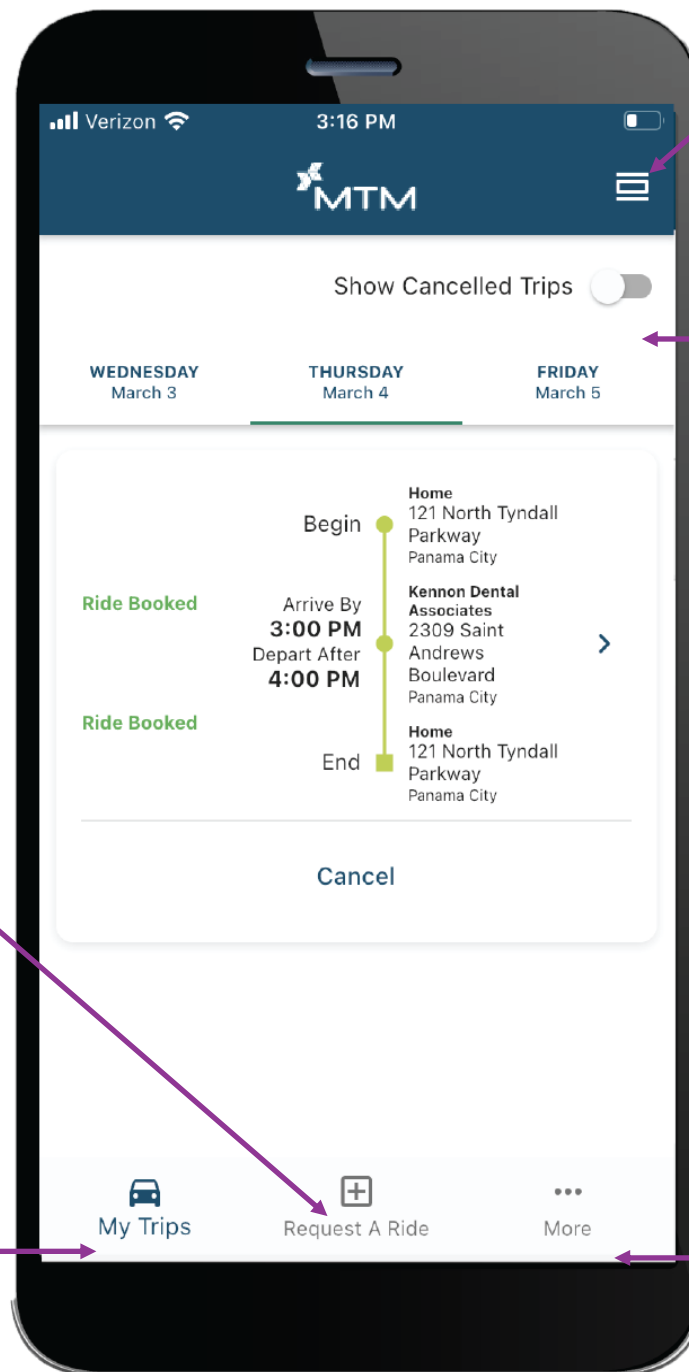 Verizon
3:16 PM
MTM
Show Cancelled Trips
WEDNESDAY
March 3
THURSDAY
March 4
FRIDAY
March 5
Begin
Home
121 North Tyndall
Parkway
Panama City
Ride Booked
Arrive By
3:00 PM
Depart After
4:00 PM
Kennon Dental
Associates
2309 Saint
Andrews
Boulevard
Panama City
Ride Booked
End
Home
121 North Tyndall
Parkway
Panama City
Cancel
My Trips
Request A Ride
More